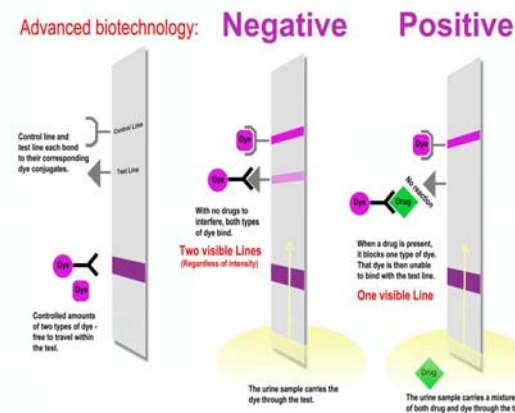 Advanced biotechnology:
Negative
Positive
Control line and
test line each bond
to their corresponding
dye conjugates.
Control Line
Test Line
Dye
Dye
Controlled amounts
of two types of dye -
free to travel within
the test.
Dye
Dye
With no drugs to
interfere, both types
of dye bind.
Two visible Lines
(Regardless of intensity)
The urine sample carries the
dye through the test.
Dye
No reaction
Dye
Drug
When a drug is present,
it blocks one type of dye.
That dye is then unable
to bind with the test line.
One visible Line
Drug
The urine sample carries a mixture
of both drug and dye through the